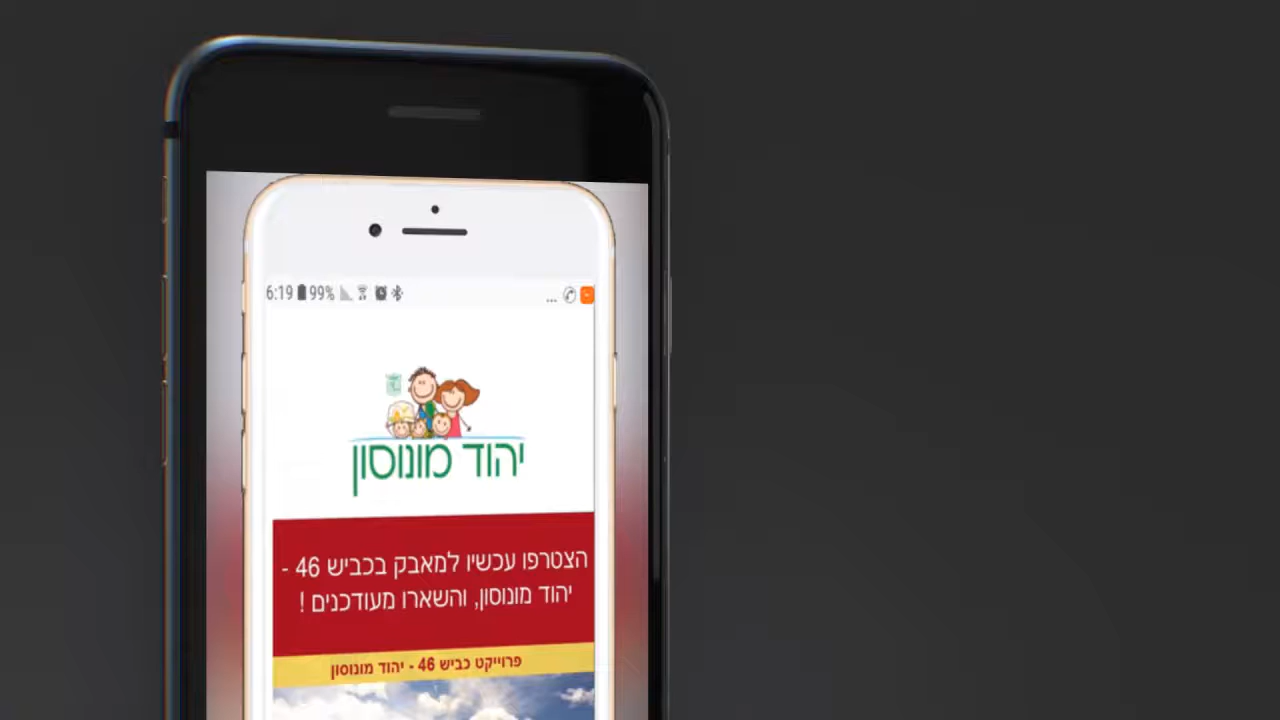 6:19 99% ...
יהוד מונוסון
הצטרפו עכשיו למאבק בכביש 46 -
יהוד מונוסון, והשארו מעודכנים !
פרוייקט כביש 46 - יהוד מונוסון